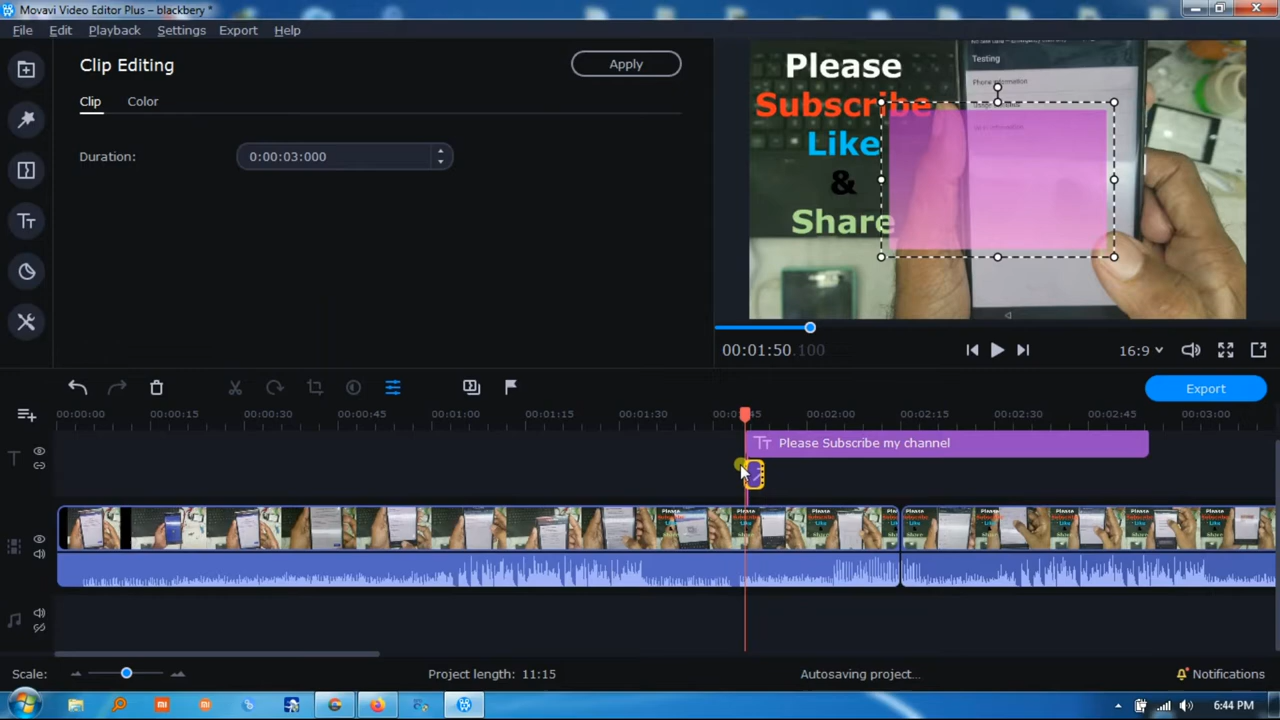 Movavi Video Editor Plus – blackbery *
File Edit Playback Settings Export Help
Clip Editing
Apply
Clip Color
Duration: 0:00:03:000
Please
Subscribe
Like
&
Share
Testing
Phone information
00:01:50.100
16:9
Export
00:00:00 00:00:15 00:00:30 00:00:45 00:01:00 00:01:15 00:01:30 00:02:00 00:02:15 00:02:30 00:02:45 00:03:00
Please Subscribe my channel
Scale:
Project length: 11:15
Autosaving project...
Notifications
6:44 PM